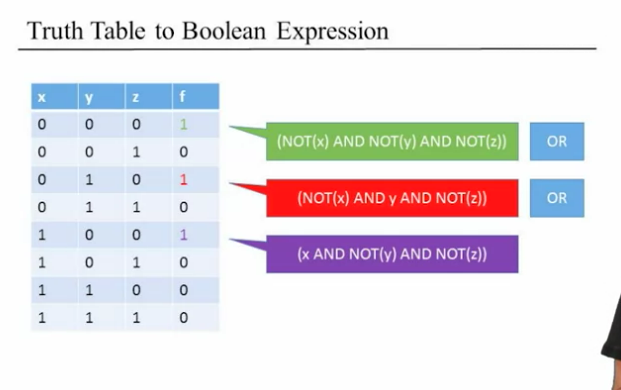 Truth Table to Boolean Expression
x y z f
0 0 0 1
(NOT(x) AND NOT(y) AND NOT(z)) OR
0 0 1 0
0 1 0 1
(NOT(x) AND y AND NOT(z)) OR
0 1 1 0
1 0 0 1
(x AND NOT(y) AND NOT(z))
1 0 1 0
1 1 0 0
1 1 1 0